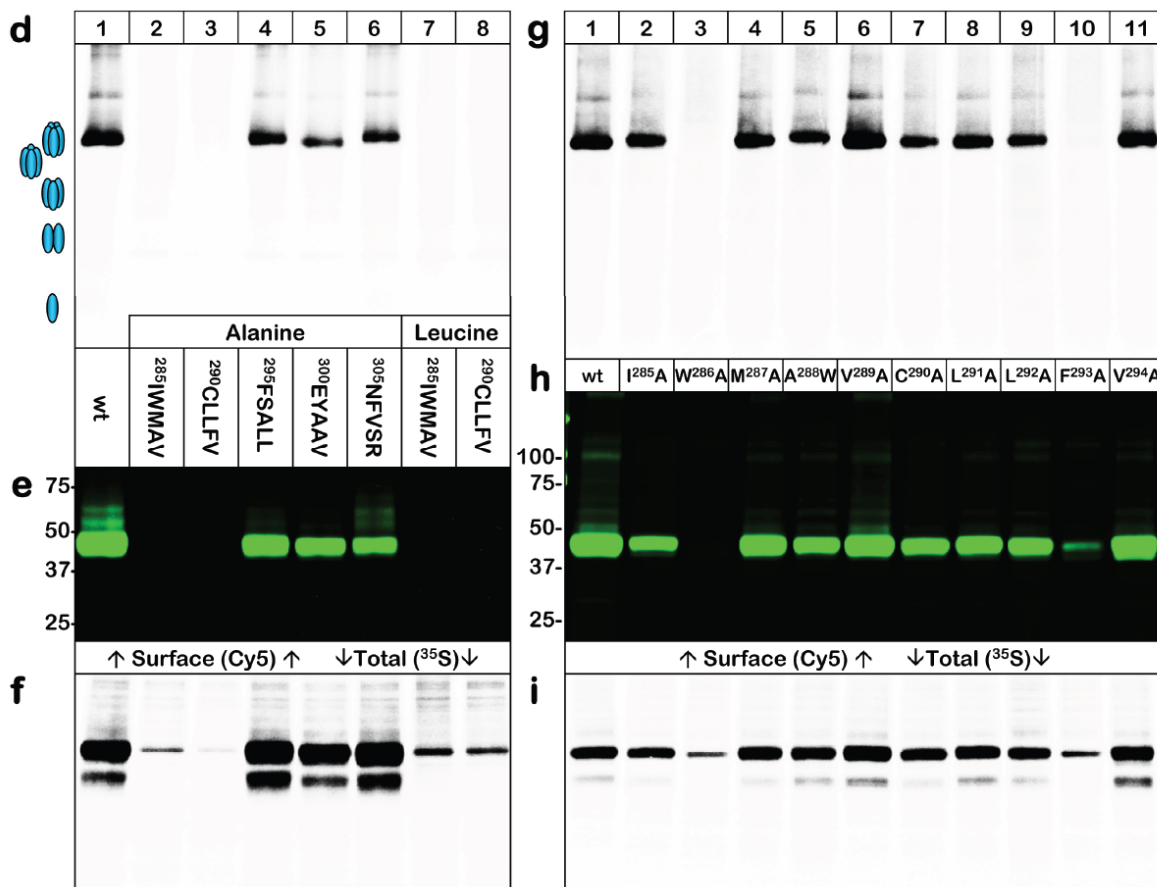 d
1 2 3 4 5 6 7 8
Alanine Leucine
wt ²⁸⁵IWMAV ²⁹⁰CLLFV ²⁹⁵FSALL ³⁰⁰EYAAV ³⁰⁵NFVSR ²⁸⁵IWMAV ²⁹⁰CLLFV
e
75-
50-
37-
25-
↑ Surface (Cy5) ↑ ↓Total (³⁵S)↓
f
g
1 2 3 4 5 6 7 8 9 10 11
h
wt I²⁸⁵A W²⁸⁶A M²⁸⁷A A²⁸⁸W V²⁸⁹A C²⁹⁰A L²⁹¹A L²⁹²A F²⁹³A V²⁹⁴A
100-
75-
50-
37-
25-
↑ Surface (Cy5) ↑ ↓Total (³⁵S)↓
i